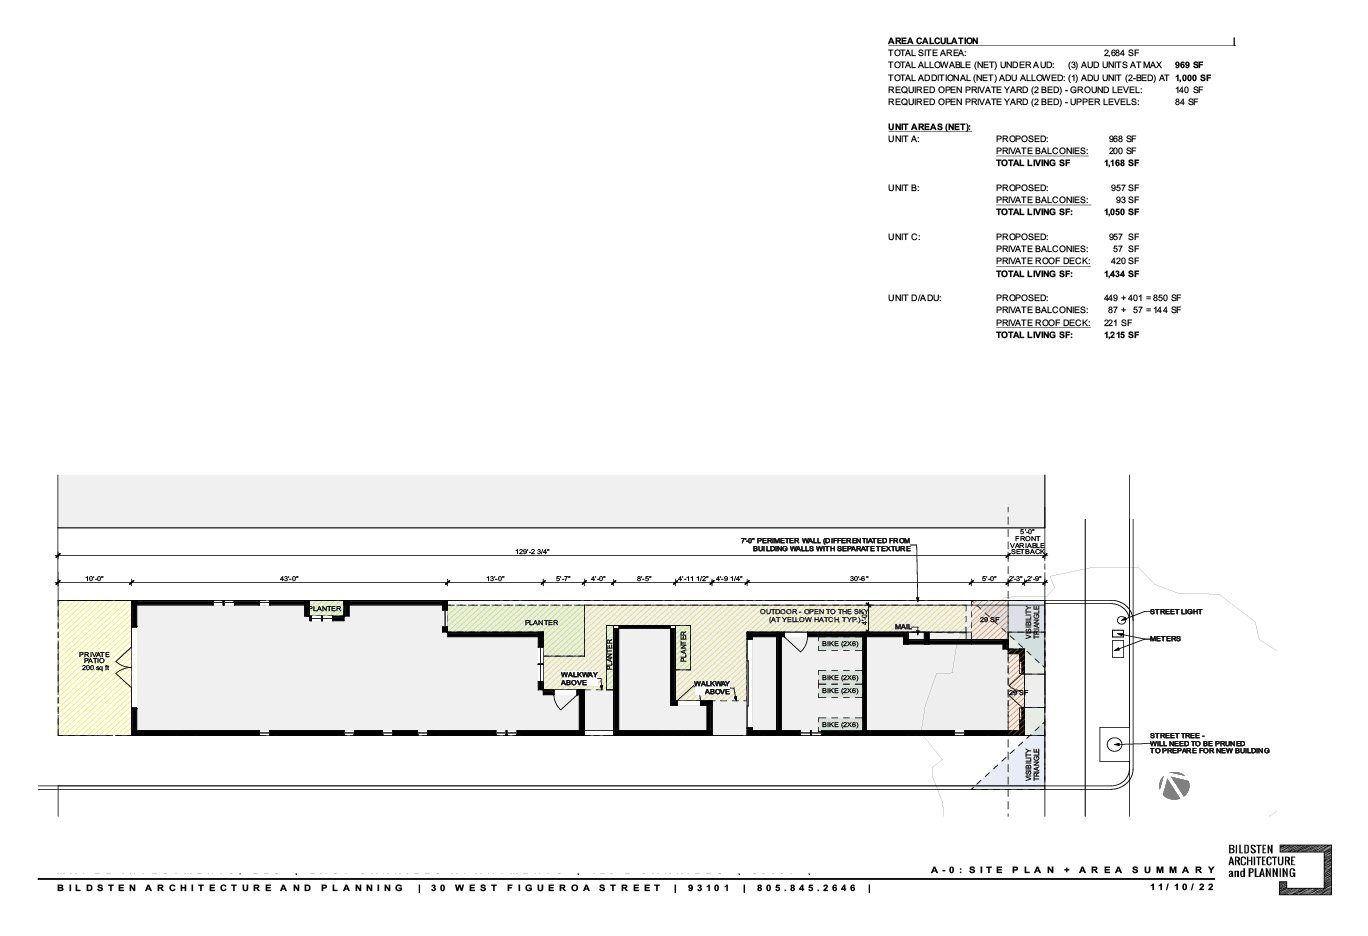 AREA CALCULATION
TOTAL SITE AREA: 2,684 SF
TOTAL ALLOWABLE (NET) UNDER AUD: (3) AUD UNITS AT MAX 969 SF
TOTAL ADDITIONAL (NET) ADU ALLOWED: (1) ADU UNIT (2-BED) AT 1,000 SF
REQUIRED OPEN PRIVATE YARD (2 BED) - GROUND LEVEL: 140 SF
REQUIRED OPEN PRIVATE YARD (2 BED) - UPPER LEVELS: 84 SF
UNIT AREAS (NET):
UNIT A: PROPOSED: 968 SF
PRIVATE BALCONIES: 200 SF
TOTAL LIVING SF 1,168 SF
UNIT B: PROPOSED: 957 SF
PRIVATE BALCONIES: 93 SF
TOTAL LIVING SF: 1,050 SF
UNIT C: PROPOSED: 957 SF
PRIVATE BALCONIES: 57 SF
PRIVATE ROOF DECK: 420 SF
TOTAL LIVING SF: 1,434 SF
UNIT D/ADU: PROPOSED: 449 + 401 = 850 SF
PRIVATE BALCONIES: 87 + 57 = 144 SF
PRIVATE ROOF DECK: 221 SF
TOTAL LIVING SF: 1,215 SF
5'-0"
FRONT
VARIABLE
SETBACK
7'-0" PERIMETER WALL (DIFFERENTIATED FROM
BUILDING WALLS WITH SEPARATE TEXTURE
129'-2 3/4"
10'-0" 43'-0" 13'-0" 5'-7" 4'-0" 8'-5" 4'-11 1/2" 4'-9 1/4" 30'-6" 5'-0" 2'-3" 2'-9"
PLANTER
PLANTER
OUTDOOR - OPEN TO THE SKY
(AT YELLOW HATCH, TYP.)
MAIL
29 SF
VISIBILITY
TRIANGLE
STREET LIGHT
METERS
PLANTER
PLANTER
BIKE (2X6)
PRIVATE
PATIO
200 sq ft
WALKWAY
ABOVE
WALKWAY
ABOVE
BIKE (2X6)
BIKE (2X6)
BIKE (2X6)
VISIBILITY
TRIANGLE
STREET TREE -
WILL NEED TO BE PRUNED
TO PREPARE FOR NEW BUILDING
BILDSTEN
ARCHITECTURE
and PLANNING
A-0: SITE PLAN + AREA SUMMARY
BILDSTEN ARCHITECTURE AND PLANNING | 30 WEST FIGUEROA STREET | 93101 | 805.845.2646 |
11/10/22